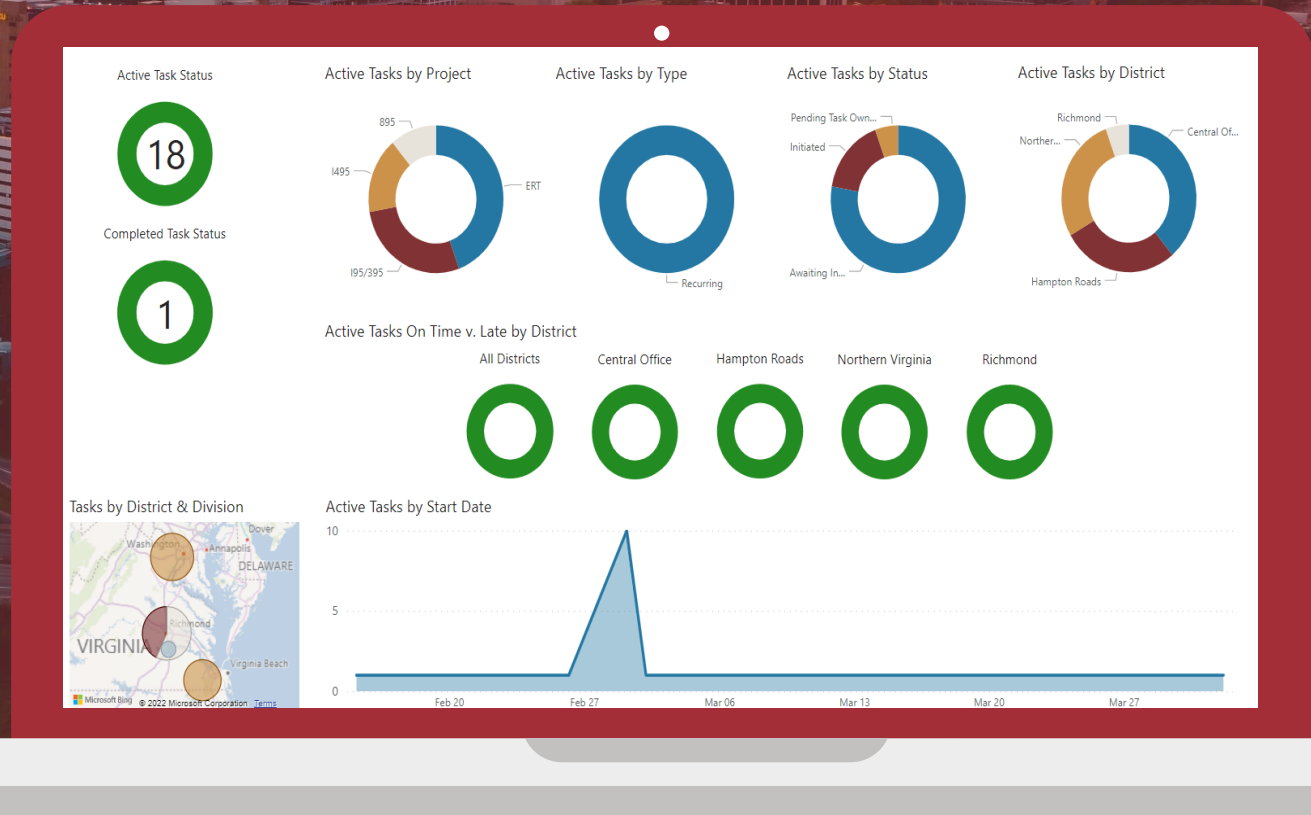 Active Task Status
18
Completed Task Status
1
Active Tasks by Project
895
I495
ERT
I95/395
Active Tasks by Type
Recurring
Active Tasks by Status
Pending Task Own...
Initiated
Awaiting In...
Active Tasks by District
Richmond
Central Of...
Norther...
Hampton Roads
Active Tasks On Time v. Late by District
All Districts
Central Office
Hampton Roads
Northern Virginia
Richmond
Tasks by District & Division
Dover
Washington
Annapolis
DELAWARE
Richmond
VIRGINIA
Virginia Beach
Microsoft Bing
© 2022 Microsoft Corporation Terms
Active Tasks by Start Date
10
5
0
Feb 20
Feb 27
Mar 06
Mar 13
Mar 20
Mar 27